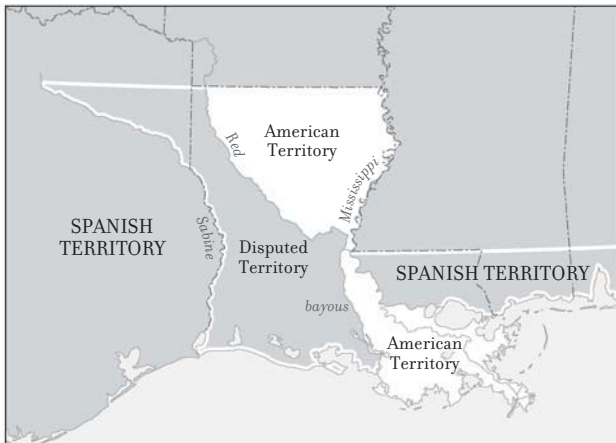 American
Territory
Red
Mississippi
SPANISH
TERRITORY
Sabine
Disputed
Territory
SPANISH TERRITORY
bayous
American
Territory